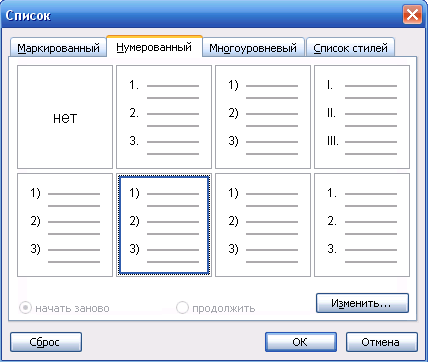 Список
Маркированный Нумерованный Многоуровневый Список стилей
нет
1.
2.
3.
1)
2)
3)
I.
II.
III.
1)
2)
3)
1)
2)
3)
1)
2)
3)
1.
2.
3.
начать заново продолжить Изменить...
Сброс OK Отмена